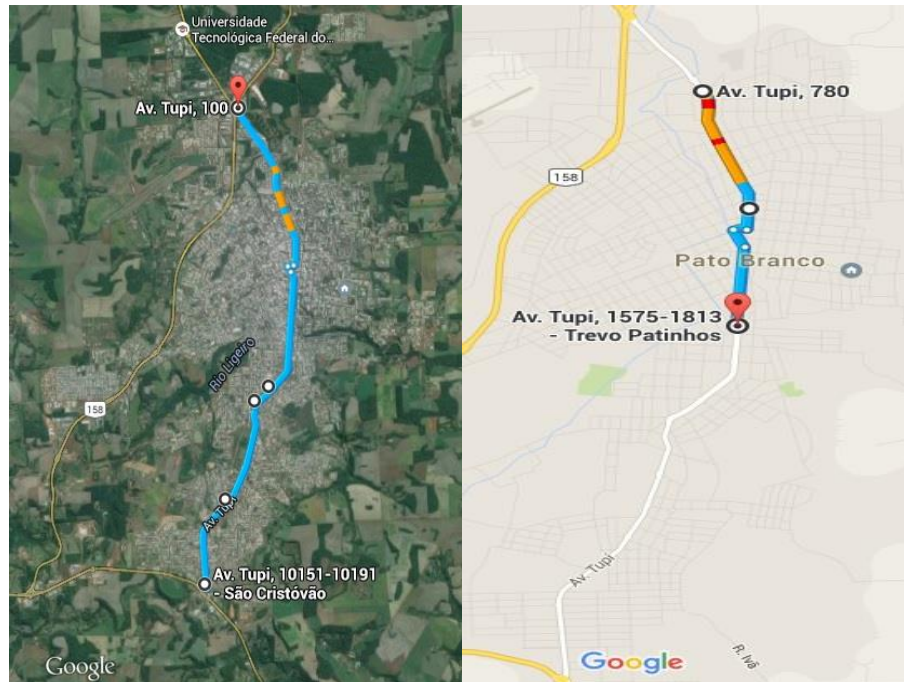 Universidade
Tecnológica Federal do...
Av. Tupi, 100
Rio Ligeiro
158
Av. Tupi
Av. Tupi, 10151-10191
- São Cristóvão
Google
Av. Tupi, 780
158
Pato Branco
Av. Tupi, 1575-1813
- Trevo Patinhos
Av. Tupi
R. Ivã
Google